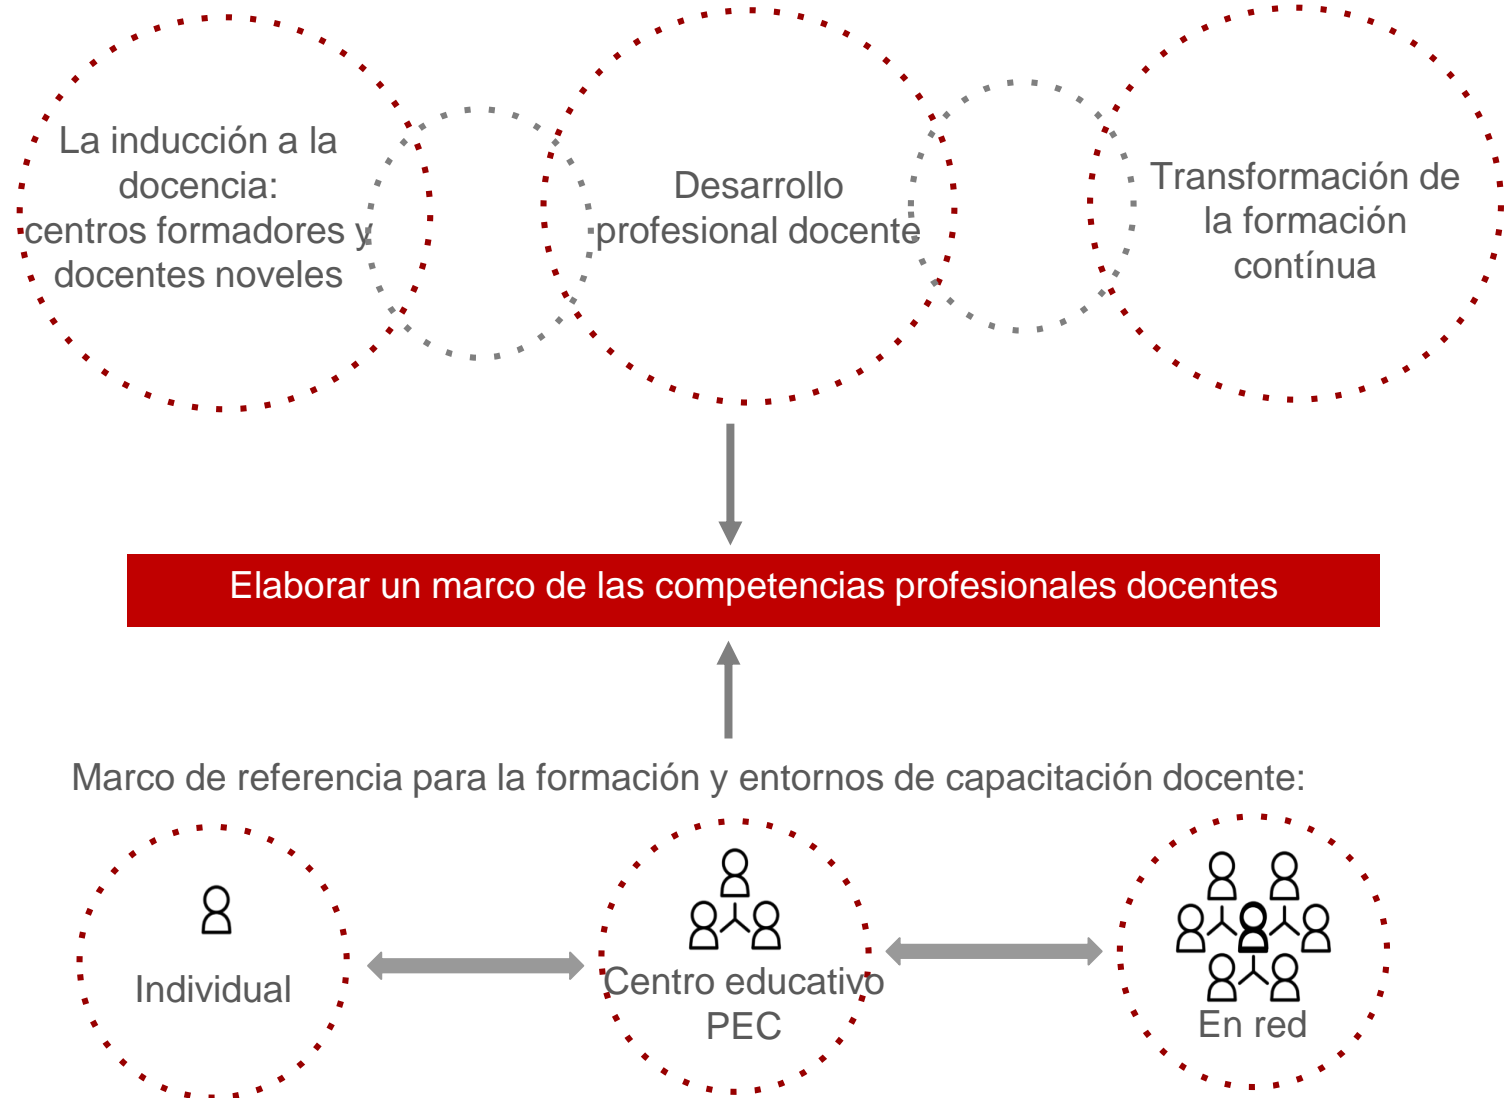 La inducción a la
docencia:
centros formadores y
docentes noveles
Desarrollo
profesional docente
Transformación de
la formación
contínua
Elaborar un marco de las competencias profesionales docentes
Marco de referencia para la formación y entornos de capacitación docente:
Individual
Centro educativo
PEC
En red